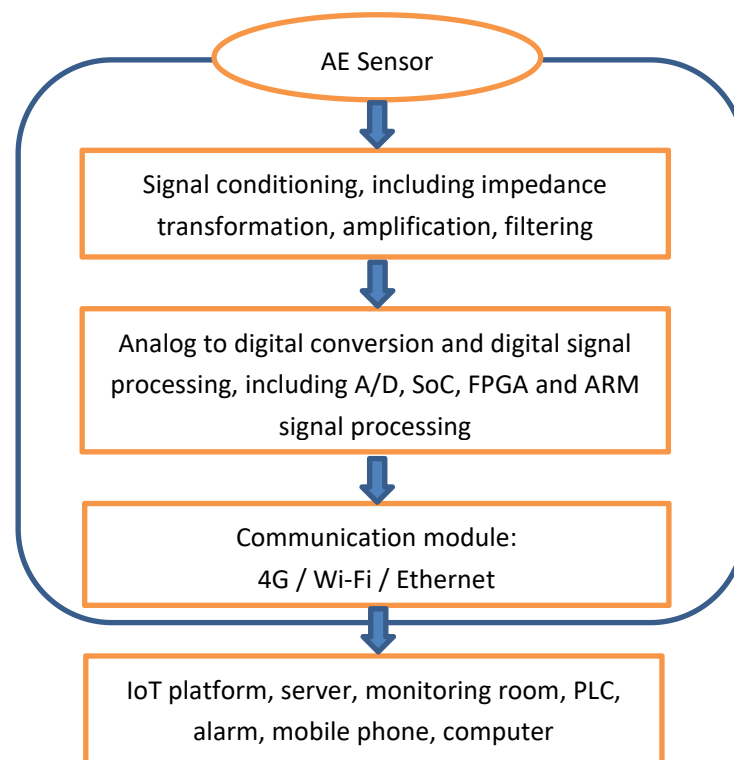 AE Sensor
Signal conditioning, including impedance
transformation, amplification, filtering
Analog to digital conversion and digital signal
processing, including A/D, SoC, FPGA and ARM
signal processing
Communication module:
4G / Wi-Fi / Ethernet
IoT platform, server, monitoring room, PLC,
alarm, mobile phone, computer